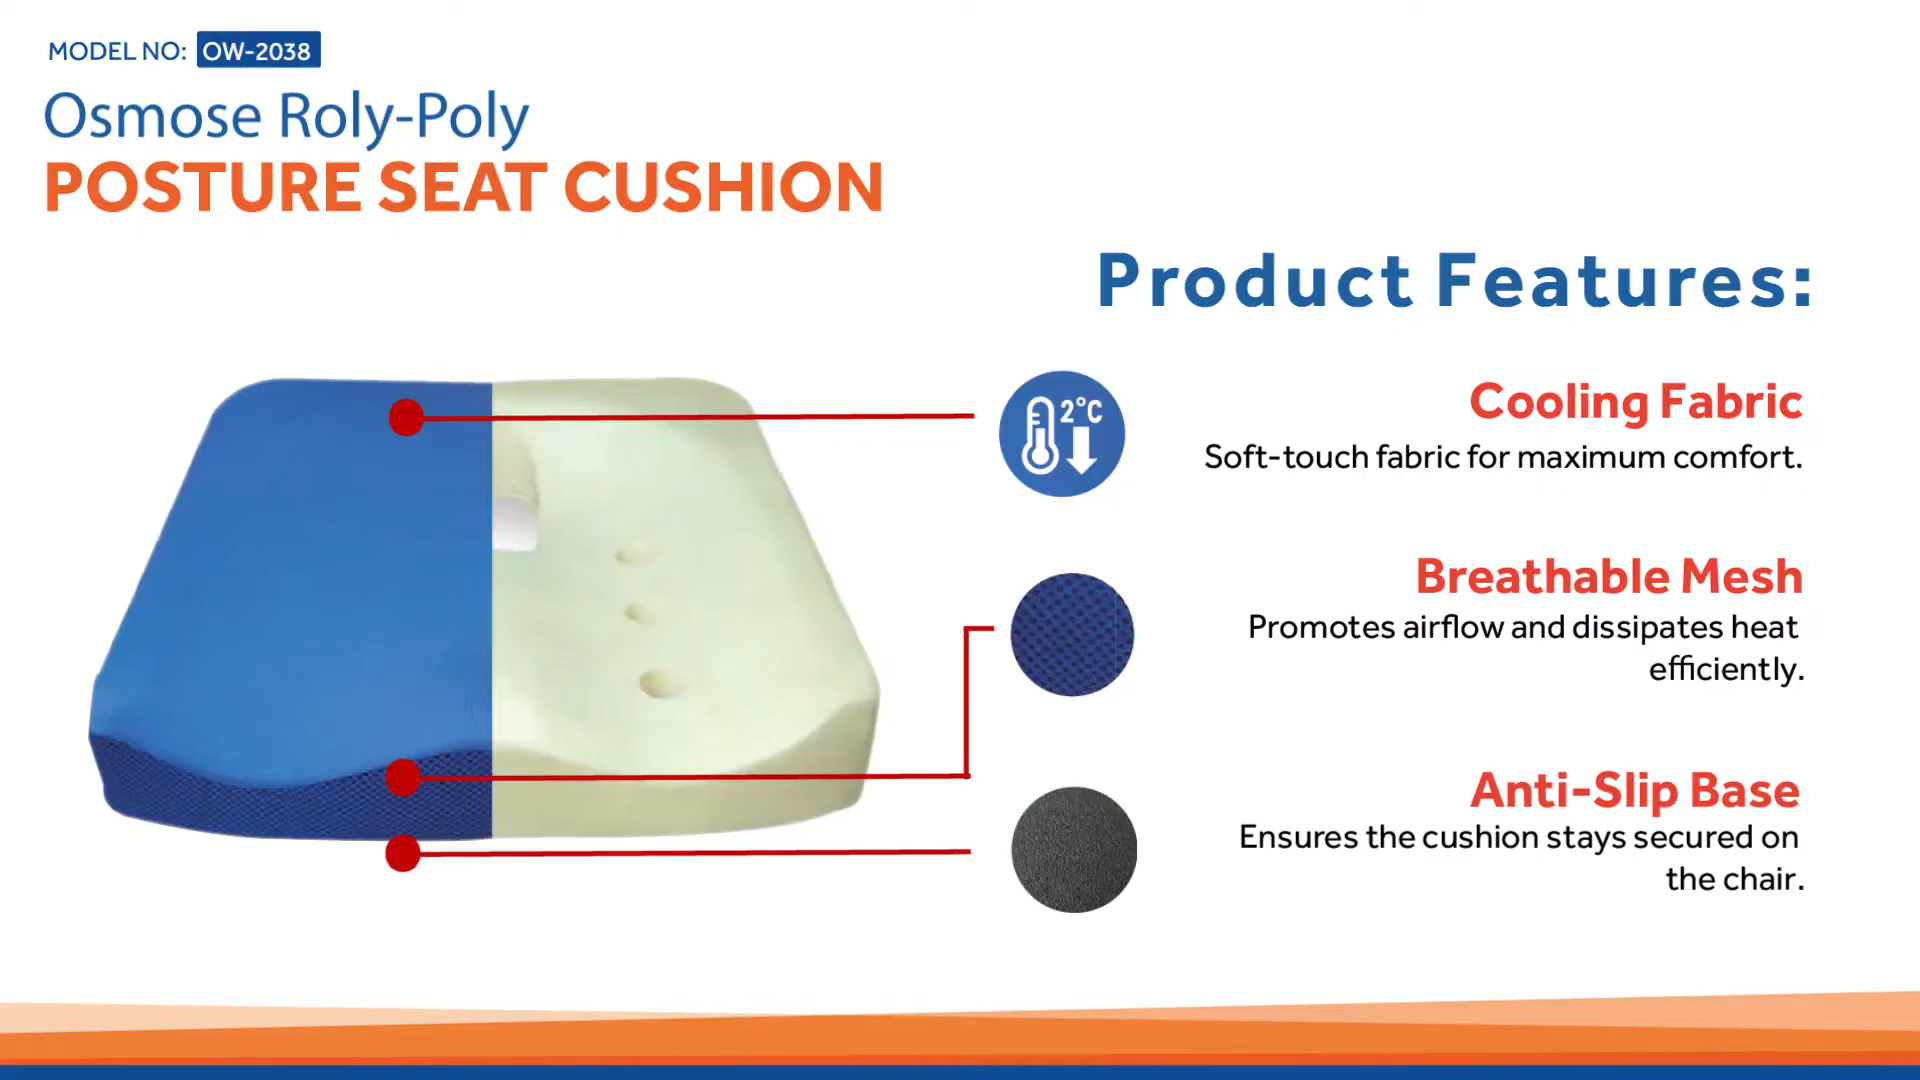 MODEL NO: OW-2038
Osmose Roly-Poly
POSTURE SEAT CUSHION
Product Features:
2°C
Cooling Fabric
Soft-touch fabric for maximum comfort.
Breathable Mesh
Promotes airflow and dissipates heat
efficiently.
Anti-Slip Base
Ensures the cushion stays secured on
the chair.